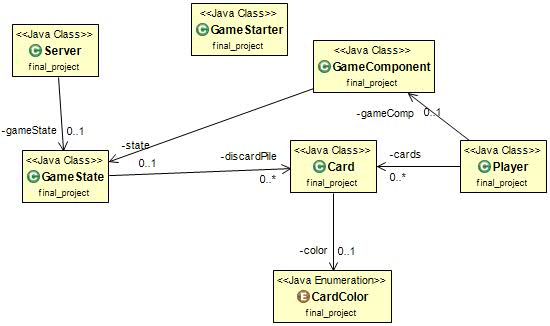 <<Java Class>>
GameStarter
final_project
<<Java Class>>
Server
final_project
<<Java Class>>
GameComponent
final_project
-gameState
0..1
-state
0..1
-gameComp
0..1
<<Java Class>>
GameState
final_project
-discardPile
0..*
<<Java Class>>
Card
final_project
-cards
0..*
<<Java Class>>
Player
final_project
-color
0..1
<<Java Enumeration>>
CardColor
final_project